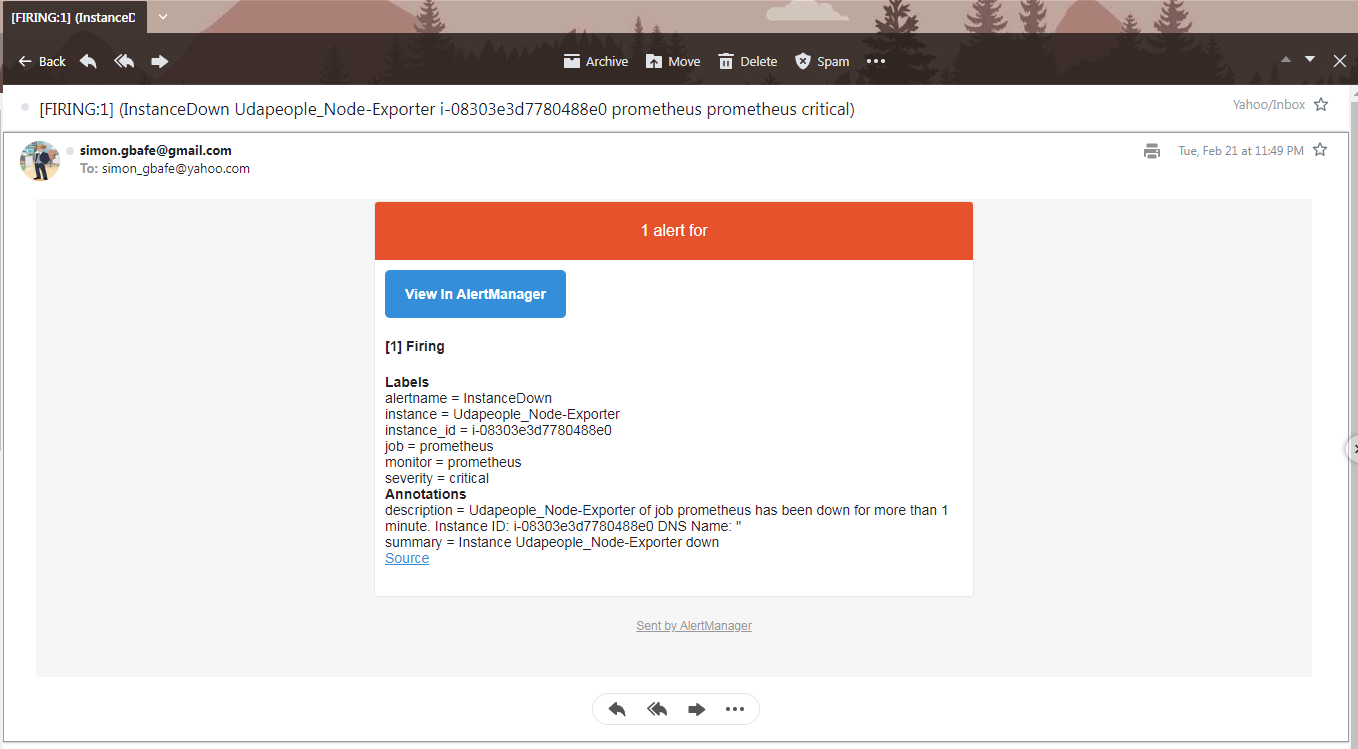 [FIRING:1] (InstanceD
Back
Archive
Move
Delete
Spam
[FIRING:1] (InstanceDown Udapeople_Node-Exporter i-08303e3d7780488e0 prometheus prometheus critical)
Yahoo/Inbox
simon.gbafe@gmail.com
Tue, Feb 21 at 11:49 PM
To: simon_gbafe@yahoo.com
1 alert for
View In AlertManager
[1] Firing
Labels
alertname = InstanceDown
instance = Udapeople_Node-Exporter
instance_id = i-08303e3d7780488e0
job = prometheus
monitor = prometheus
severity = critical
Annotations
description = Udapeople_Node-Exporter of job prometheus has been down for more than 1
minute. Instance ID: i-08303e3d7780488e0 DNS Name: "
summary = Instance Udapeople_Node-Exporter down
Source
Sent by AlertManager